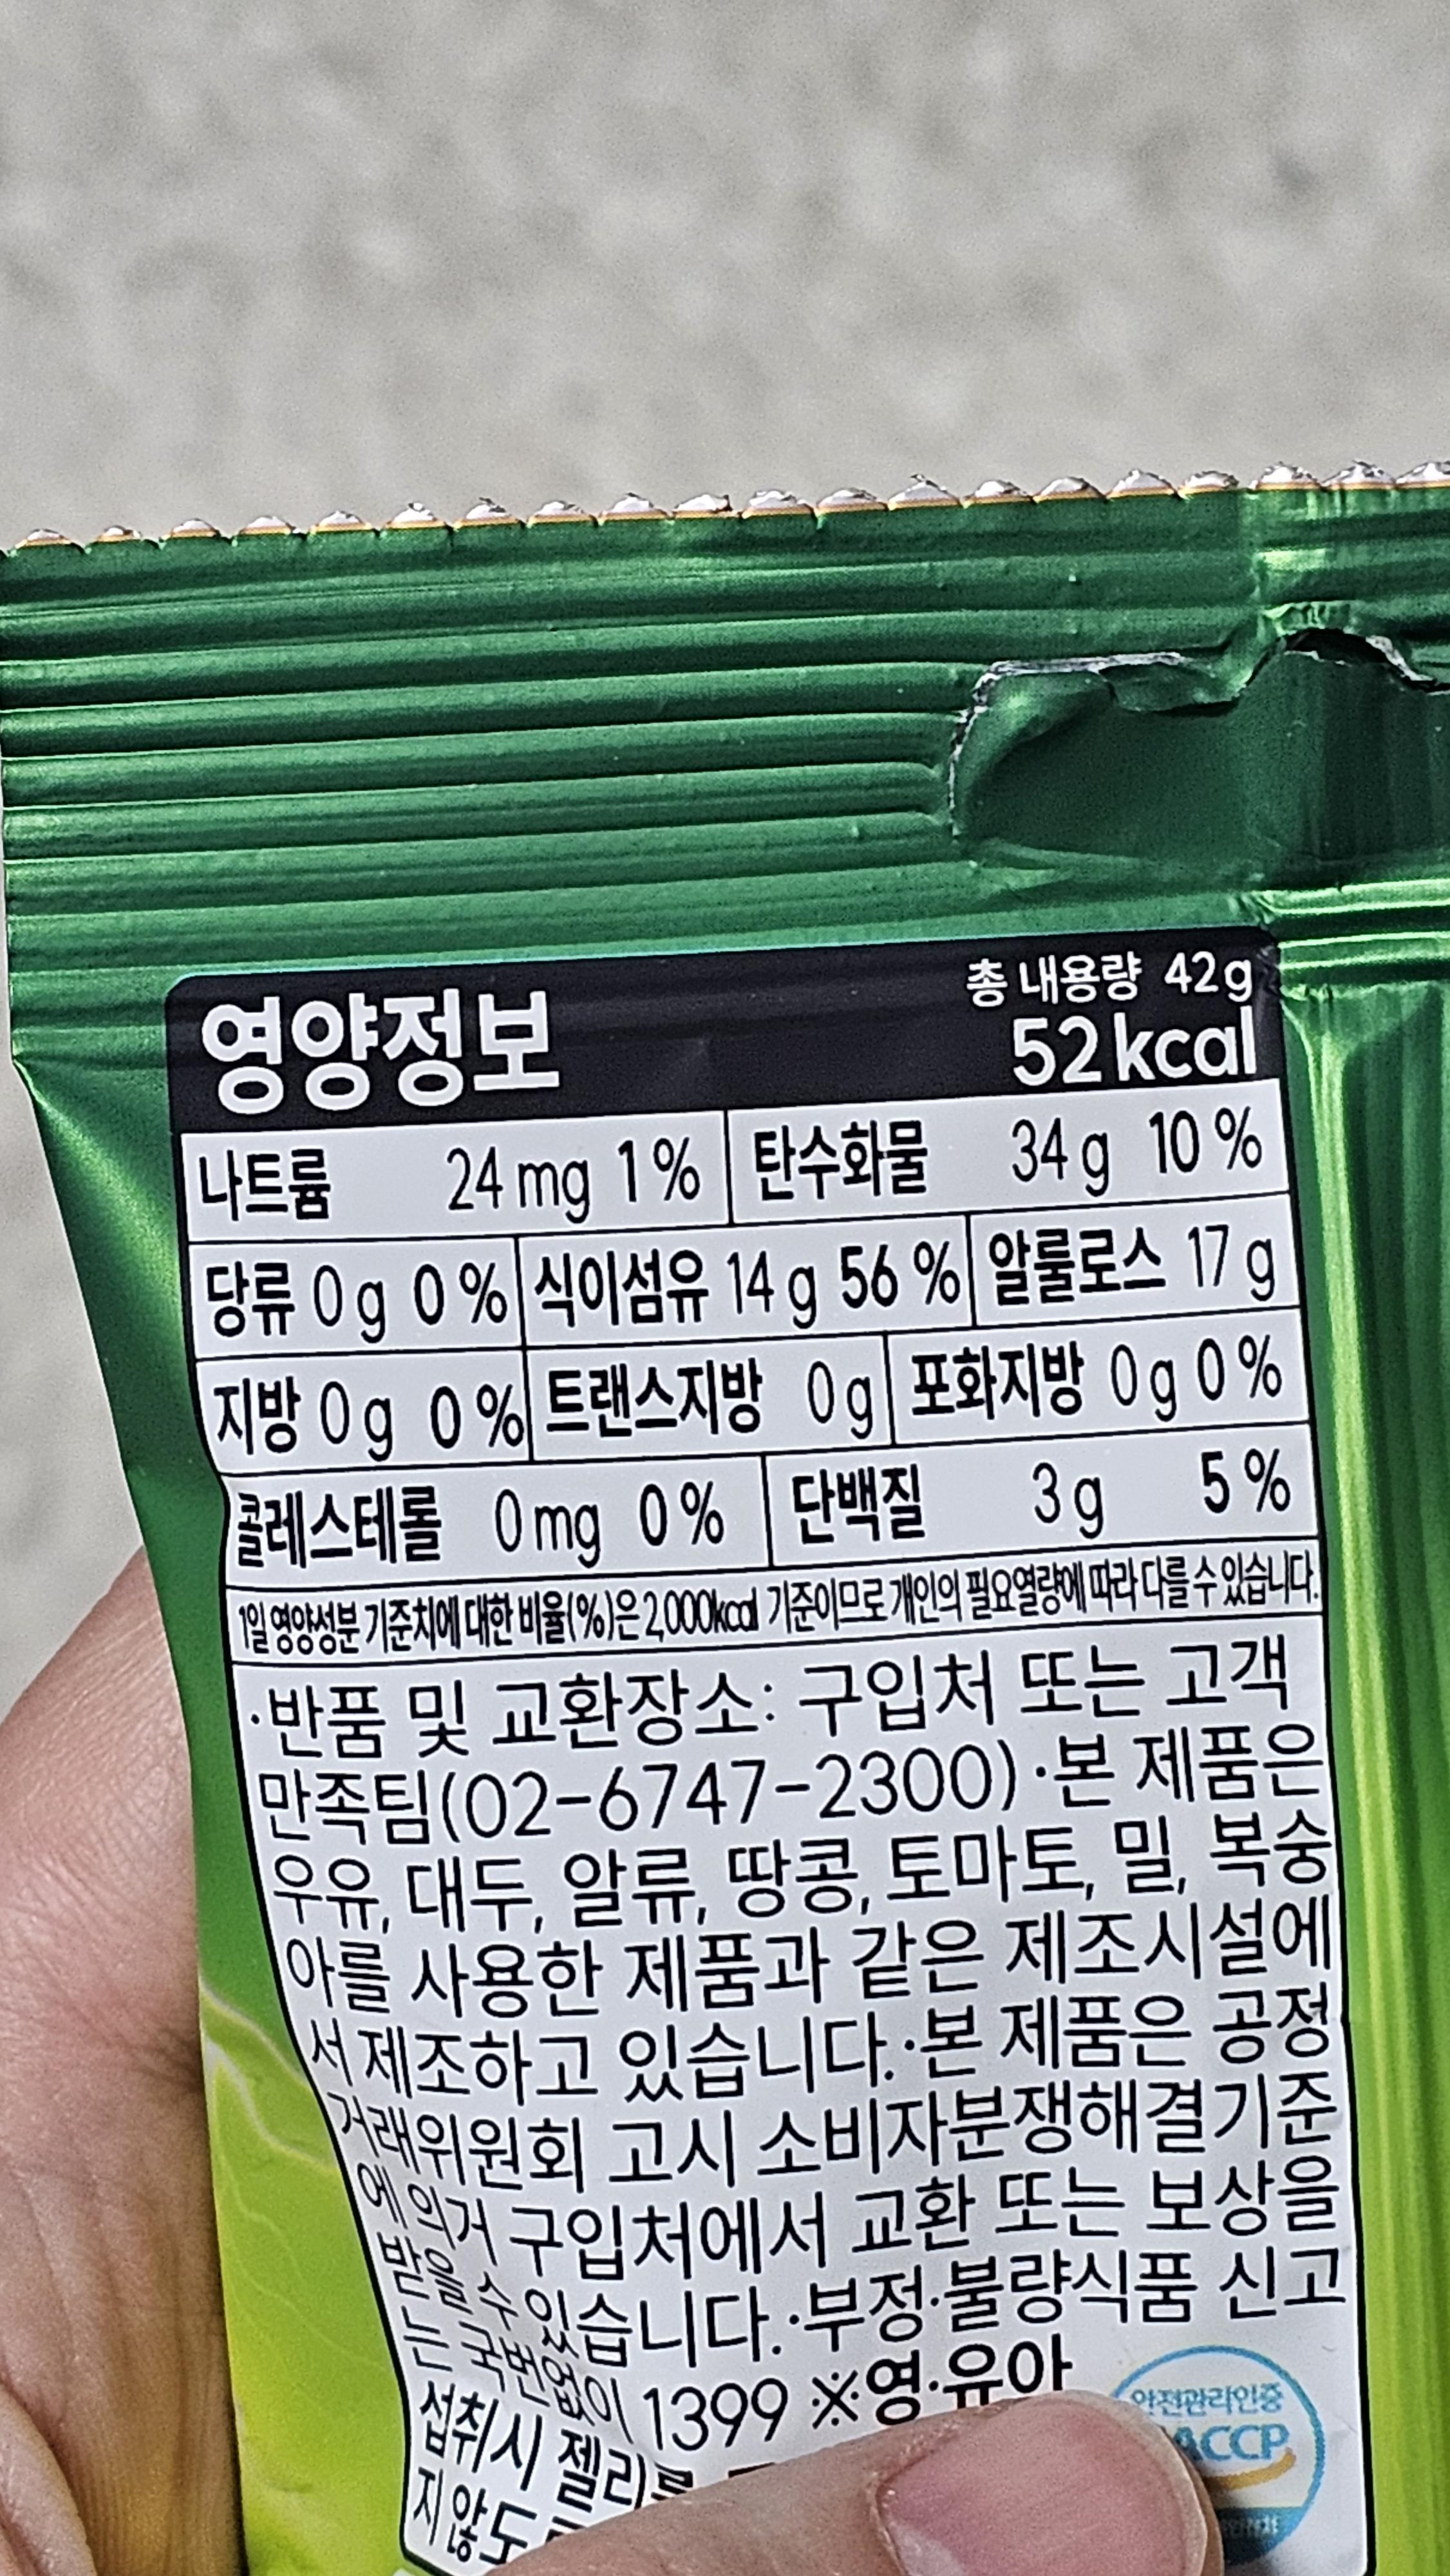 영양정보
총 내용량 42g
52kcal
나트륨 24mg 1% 탄수화물 34g 10%
당류 0g 0% 식이섬유 14g 56% 알룰로스 17g
지방 0g 0% 트랜스지방 0g 포화지방 0g 0%
콜레스테롤 0mg 0% 단백질 3g 5%
1일 영양성분 기준치에 대한 비율(%)은 2,000kcal 기준이므로 개인의 필요열량에 따라 다를 수 있습니다.
·반품 및 교환장소: 구입처 또는 고객
만족팀(02-6747-2300) ·본 제품은
우유, 대두, 알류, 땅콩, 토마토, 밀, 복숭
아를 사용한 제품과 같은 제조시설에
서 제조하고 있습니다. ·본 제품은 공정
거래위원회 고시 소비자분쟁해결기준
에 의거 구입처에서 교환 또는 보상을
받을 수 있습니다. ·부정·불량식품 신고
는 국번없이 1399 ※영·유아
섭취시 젤리를
지않도
안전관리인증
ACCP